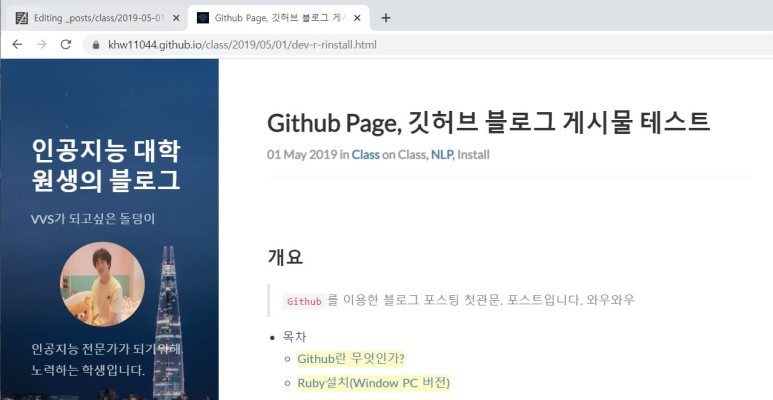 Editing _posts/class/2019-05-01
Github Page, 깃허브 블로그 게시
khw11044.github.io/class/2019/05/01/dev-r-rinstall.html
인공지능 대학
원생의 블로그
VVS가 되고싶은 돌덩이
인공지능 전문가가 되기위해
노력하는 학생입니다.
Github Page, 깃허브 블로그 게시물 테스트
01 May 2019 in Class on Class, NLP, Install
개요
Github 를 이용한 블로그 포스팅 첫관문. 포스트입니다. 와우와우
목차
Github란 무엇인가?
Ruby설치(Window PC 버전)